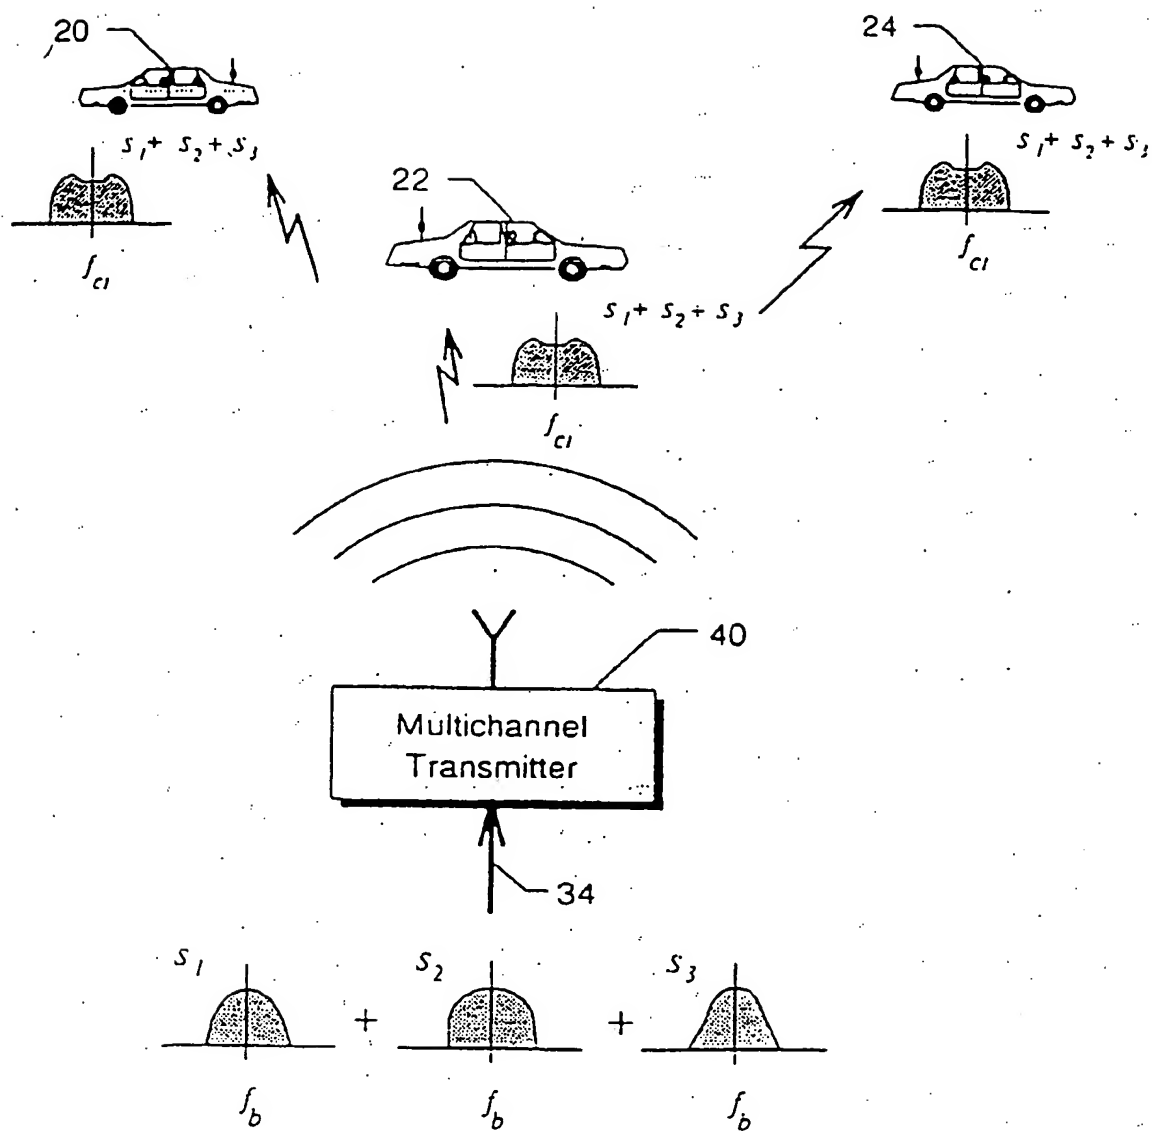 20
24
s1 + s2 + s3
s1 + s2 + s3
22
fc1
fc1
s1 + s2 + s3
fc1
40
Multichannel
Transmitter
34
s1
s2
s3
+
+
fb
fb
fb